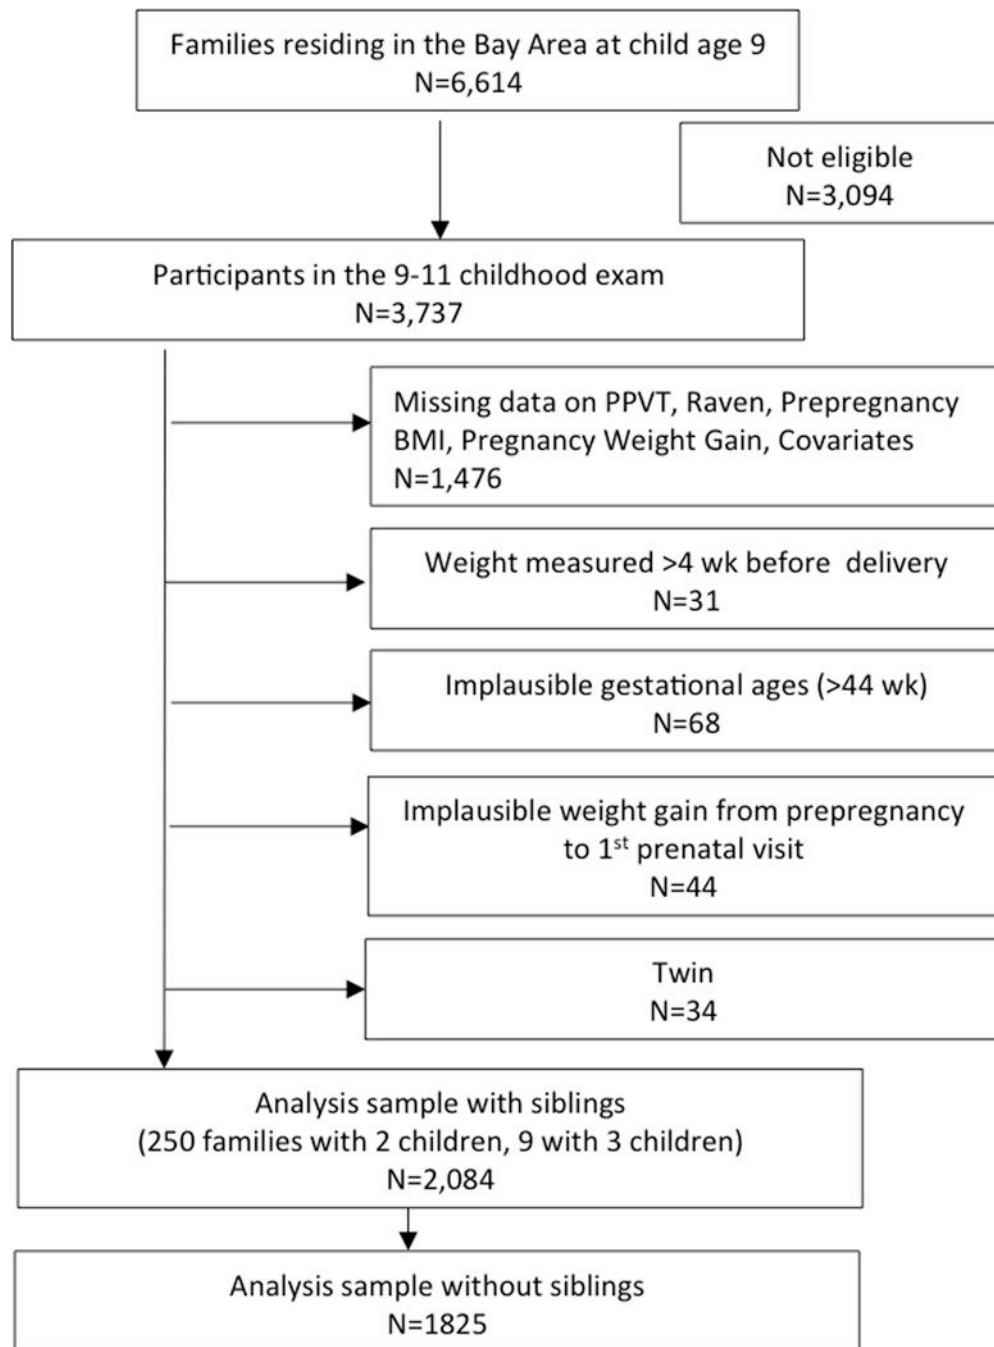 Families residing in the Bay Area at child age 9
N=6,614
Not eligible
N=3,094
Participants in the 9-11 childhood exam
N=3,737
Missing data on PPVT, Raven, Prepregnancy
BMI, Pregnancy Weight Gain, Covariates
N=1,476
Weight measured >4 wk before delivery
N=31
Implausible gestational ages (>44 wk)
N=68
Implausible weight gain from prepregnancy
to 1st prenatal visit
N=44
Twin
N=34
Analysis sample with siblings
(250 families with 2 children, 9 with 3 children)
N=2,084
Analysis sample without siblings
N=1825